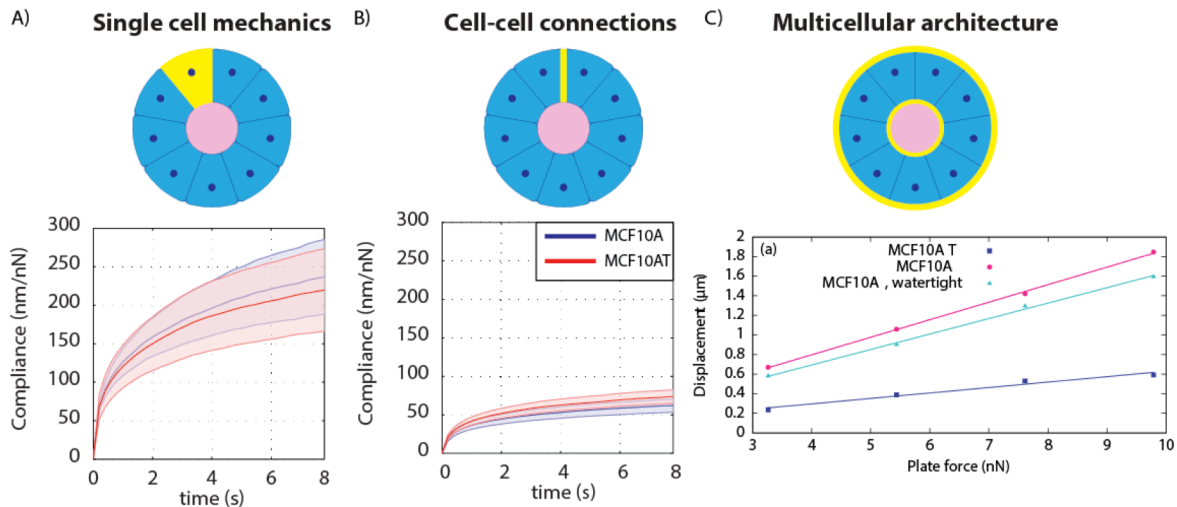 A) Single cell mechanics
B) Cell-cell connections
C) Multicellular architecture
300
250
200
150
100
50
0
Compliance (nm/nN)
0 2 4 6 8
time (s)
300
250
200
150
100
50
0
Compliance (nm/nN)
MCF10A
MCF10AT
0 2 4 6 8
time (s)
(a)
MCF10A T
MCF10A
MCF10A , watertight
2
1.8
1.6
1.4
1.2
1
0.8
0.6
0.4
0.2
0
Displacement (μm)
3 4 5 6 7 8 9 10
Plate force (nN)